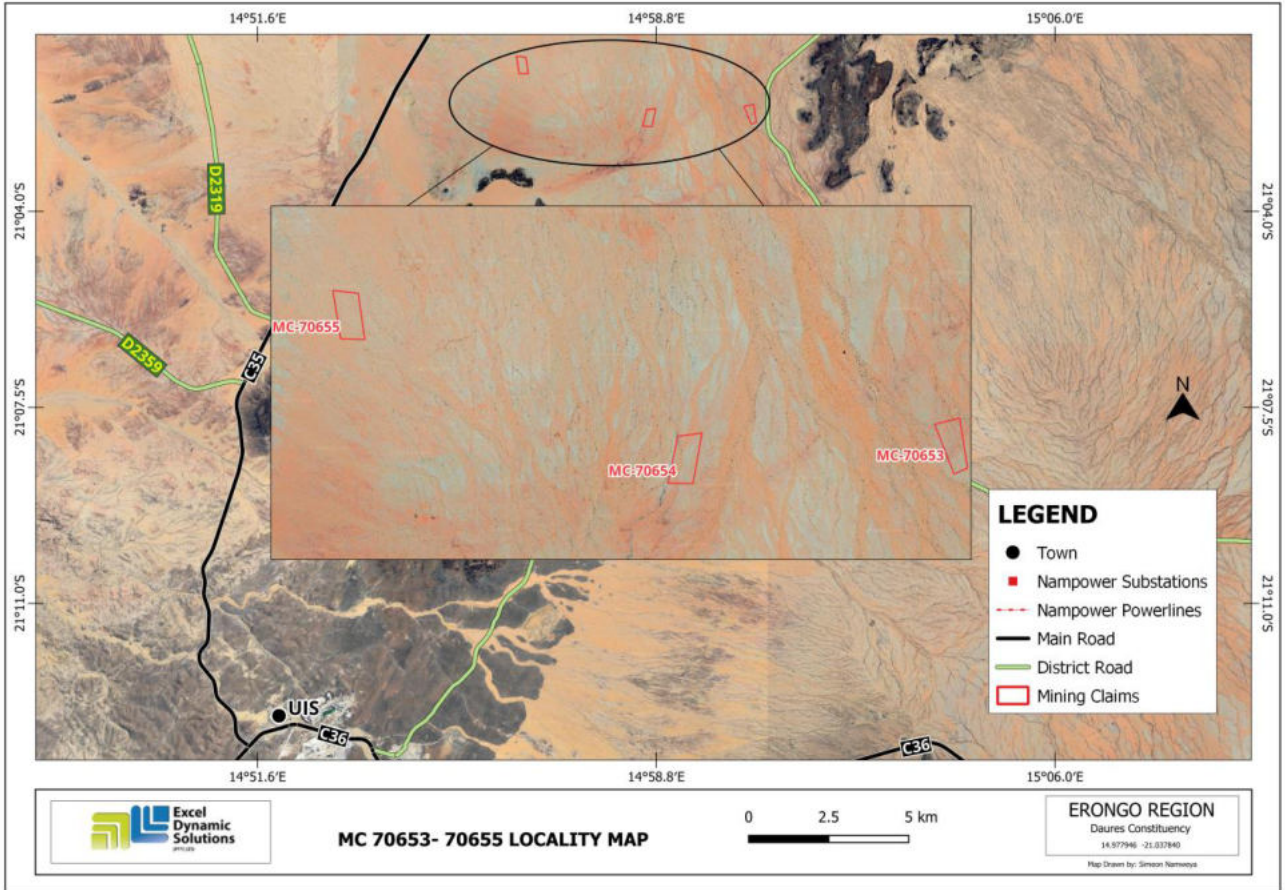 14°51.6'E
14°58.8'E
15°06.0'E
D2319
21°04.0'S
21°04.0'S
MC-70655
D2359
C35
21°07.5'S
21°07.5'S
N
MC-70654
MC-70653
LEGEND
Town
Nampower Substations
Nampower Powerlines
Main Road
District Road
Mining Claims
21°11.0'S
21°11.0'S
UIS
C36
C36
14°51.6'E
14°58.8'E
15°06.0'E
Excel
Dynamic
Solutions
(PTY) LTD
MC 70653- 70655 LOCALITY MAP
0 2.5 5 km
ERONGO REGION
Daures Constituency
14.977946 -21.037840
Map Drawn by: Simeon Namweya